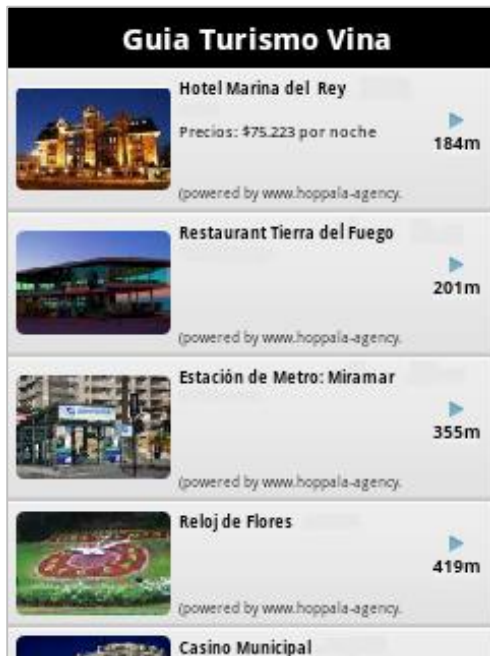 Guia Turismo Vina
Hotel Marina del Rey
Precios: $75.223 por noche
184m
(powered by www.hoppala-agency.
Restaurant Tierra del Fuego
201m
(powered by www.hoppala-agency.
Estación de Metro: Miramar
355m
(powered by www.hoppala-agency.
Reloj de Flores
419m
(powered by www.hoppala-agency.
Casino Municipal